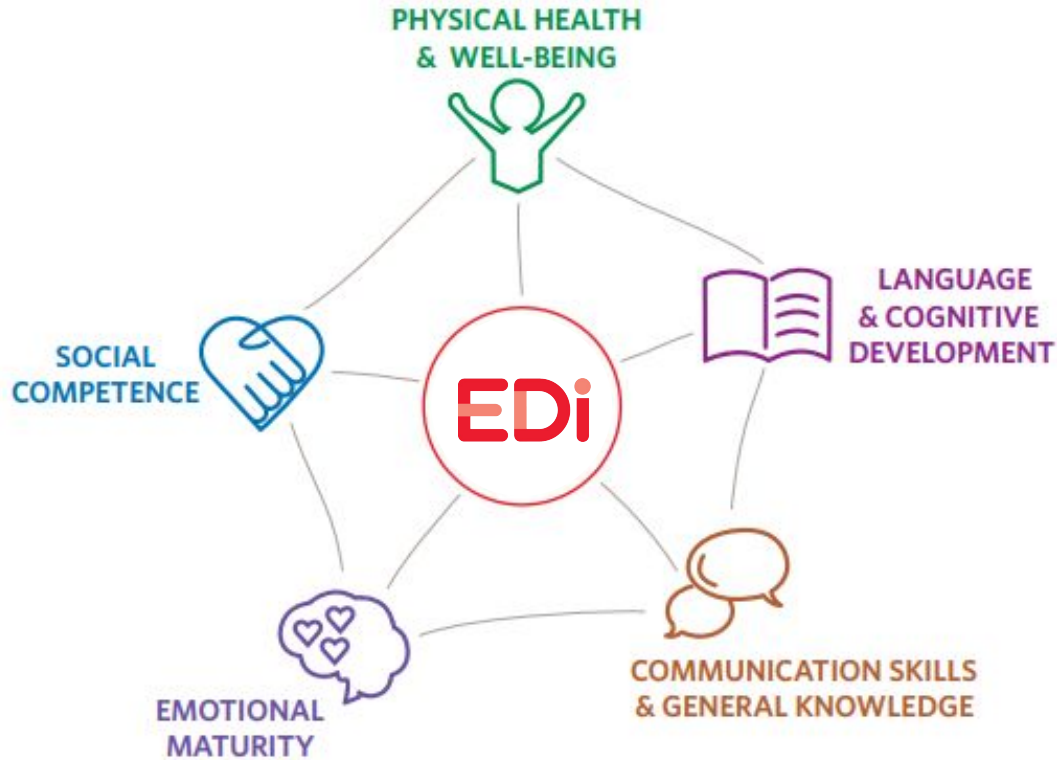 PHYSICAL HEALTH
& WELL-BEING
LANGUAGE
& COGNITIVE
DEVELOPMENT
SOCIAL
COMPETENCE
EDi
COMMUNICATION SKILLS
& GENERAL KNOWLEDGE
EMOTIONAL
MATURITY